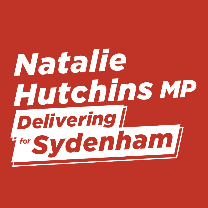 Natalie
Hutchins MP
Delivering
for Sydenham